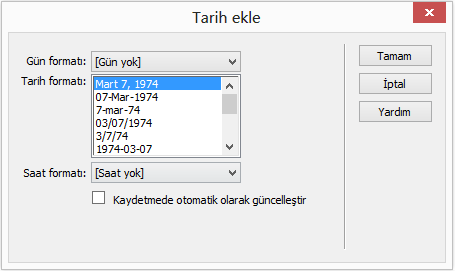 Tarih ekle
Gün formatı: [Gün yok]
Tarih formatı:
Mart 7, 1974
07-Mar-1974
7-mar-74
03/07/1974
3/7/74
1974-03-07
Saat formatı: [Saat yok]
Kaydetmede otomatik olarak güncelleştir
Tamam
İptal
Yardım